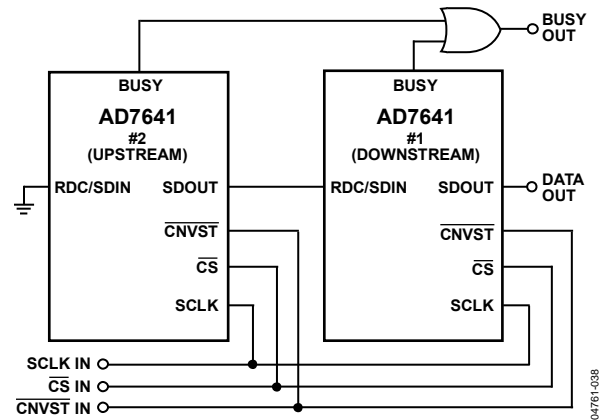 BUSY
OUT
BUSY
AD7641
#2
(UPSTREAM)
RDC/SDIN
SDOUT
CNVST
CS
SCLK
BUSY
AD7641
#1
(DOWNSTREAM)
RDC/SDIN
SDOUT
CNVST
CS
SCLK
DATA
OUT
SCLK IN
CS IN
CNVST IN
04761-038